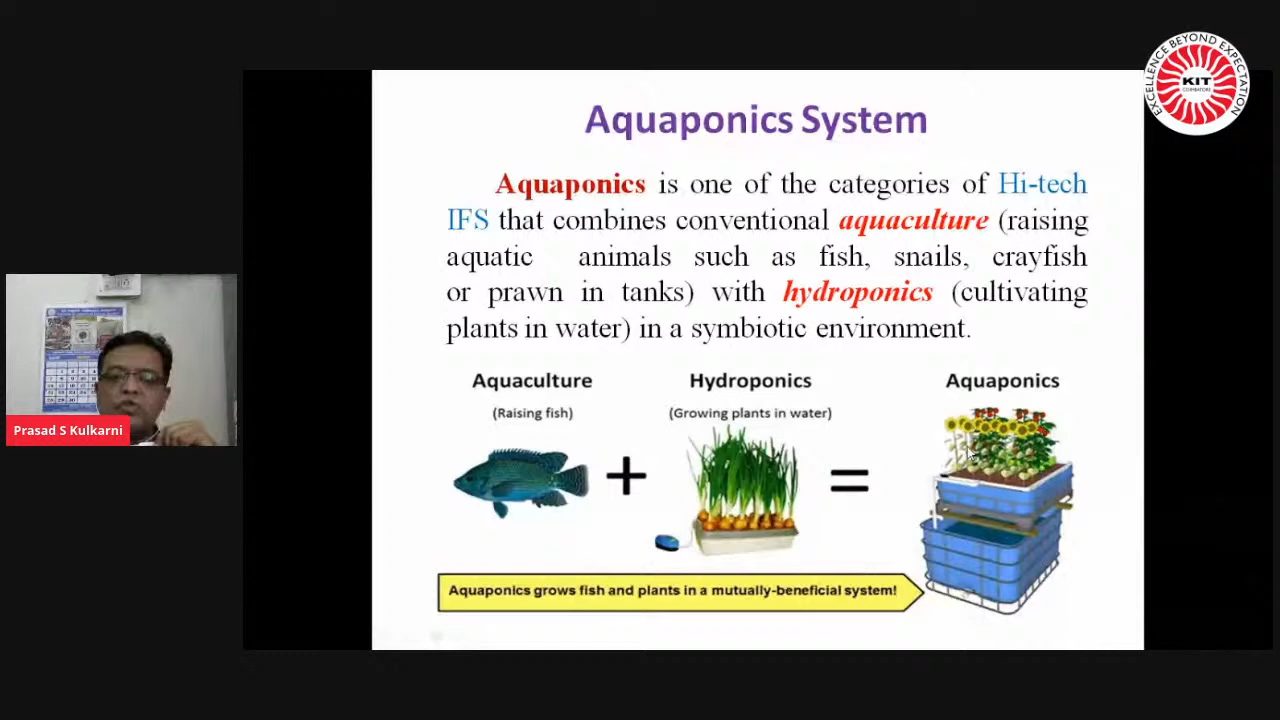 EXCELLENCE BEYOND EXPECTATION
KIT
COIMBATORE
Aquaponics System
Aquaponics is one of the categories of Hi-tech
IFS that combines conventional aquaculture (raising
aquatic animals such as fish, snails, crayfish
or prawn in tanks) with hydroponics (cultivating
plants in water) in a symbiotic environment.
Aquaculture
(Raising fish)
+
Hydroponics
(Growing plants in water)
=
Aquaponics
Aquaponics grows fish and plants in a mutually-beneficial system!
Prasad S Kulkarni